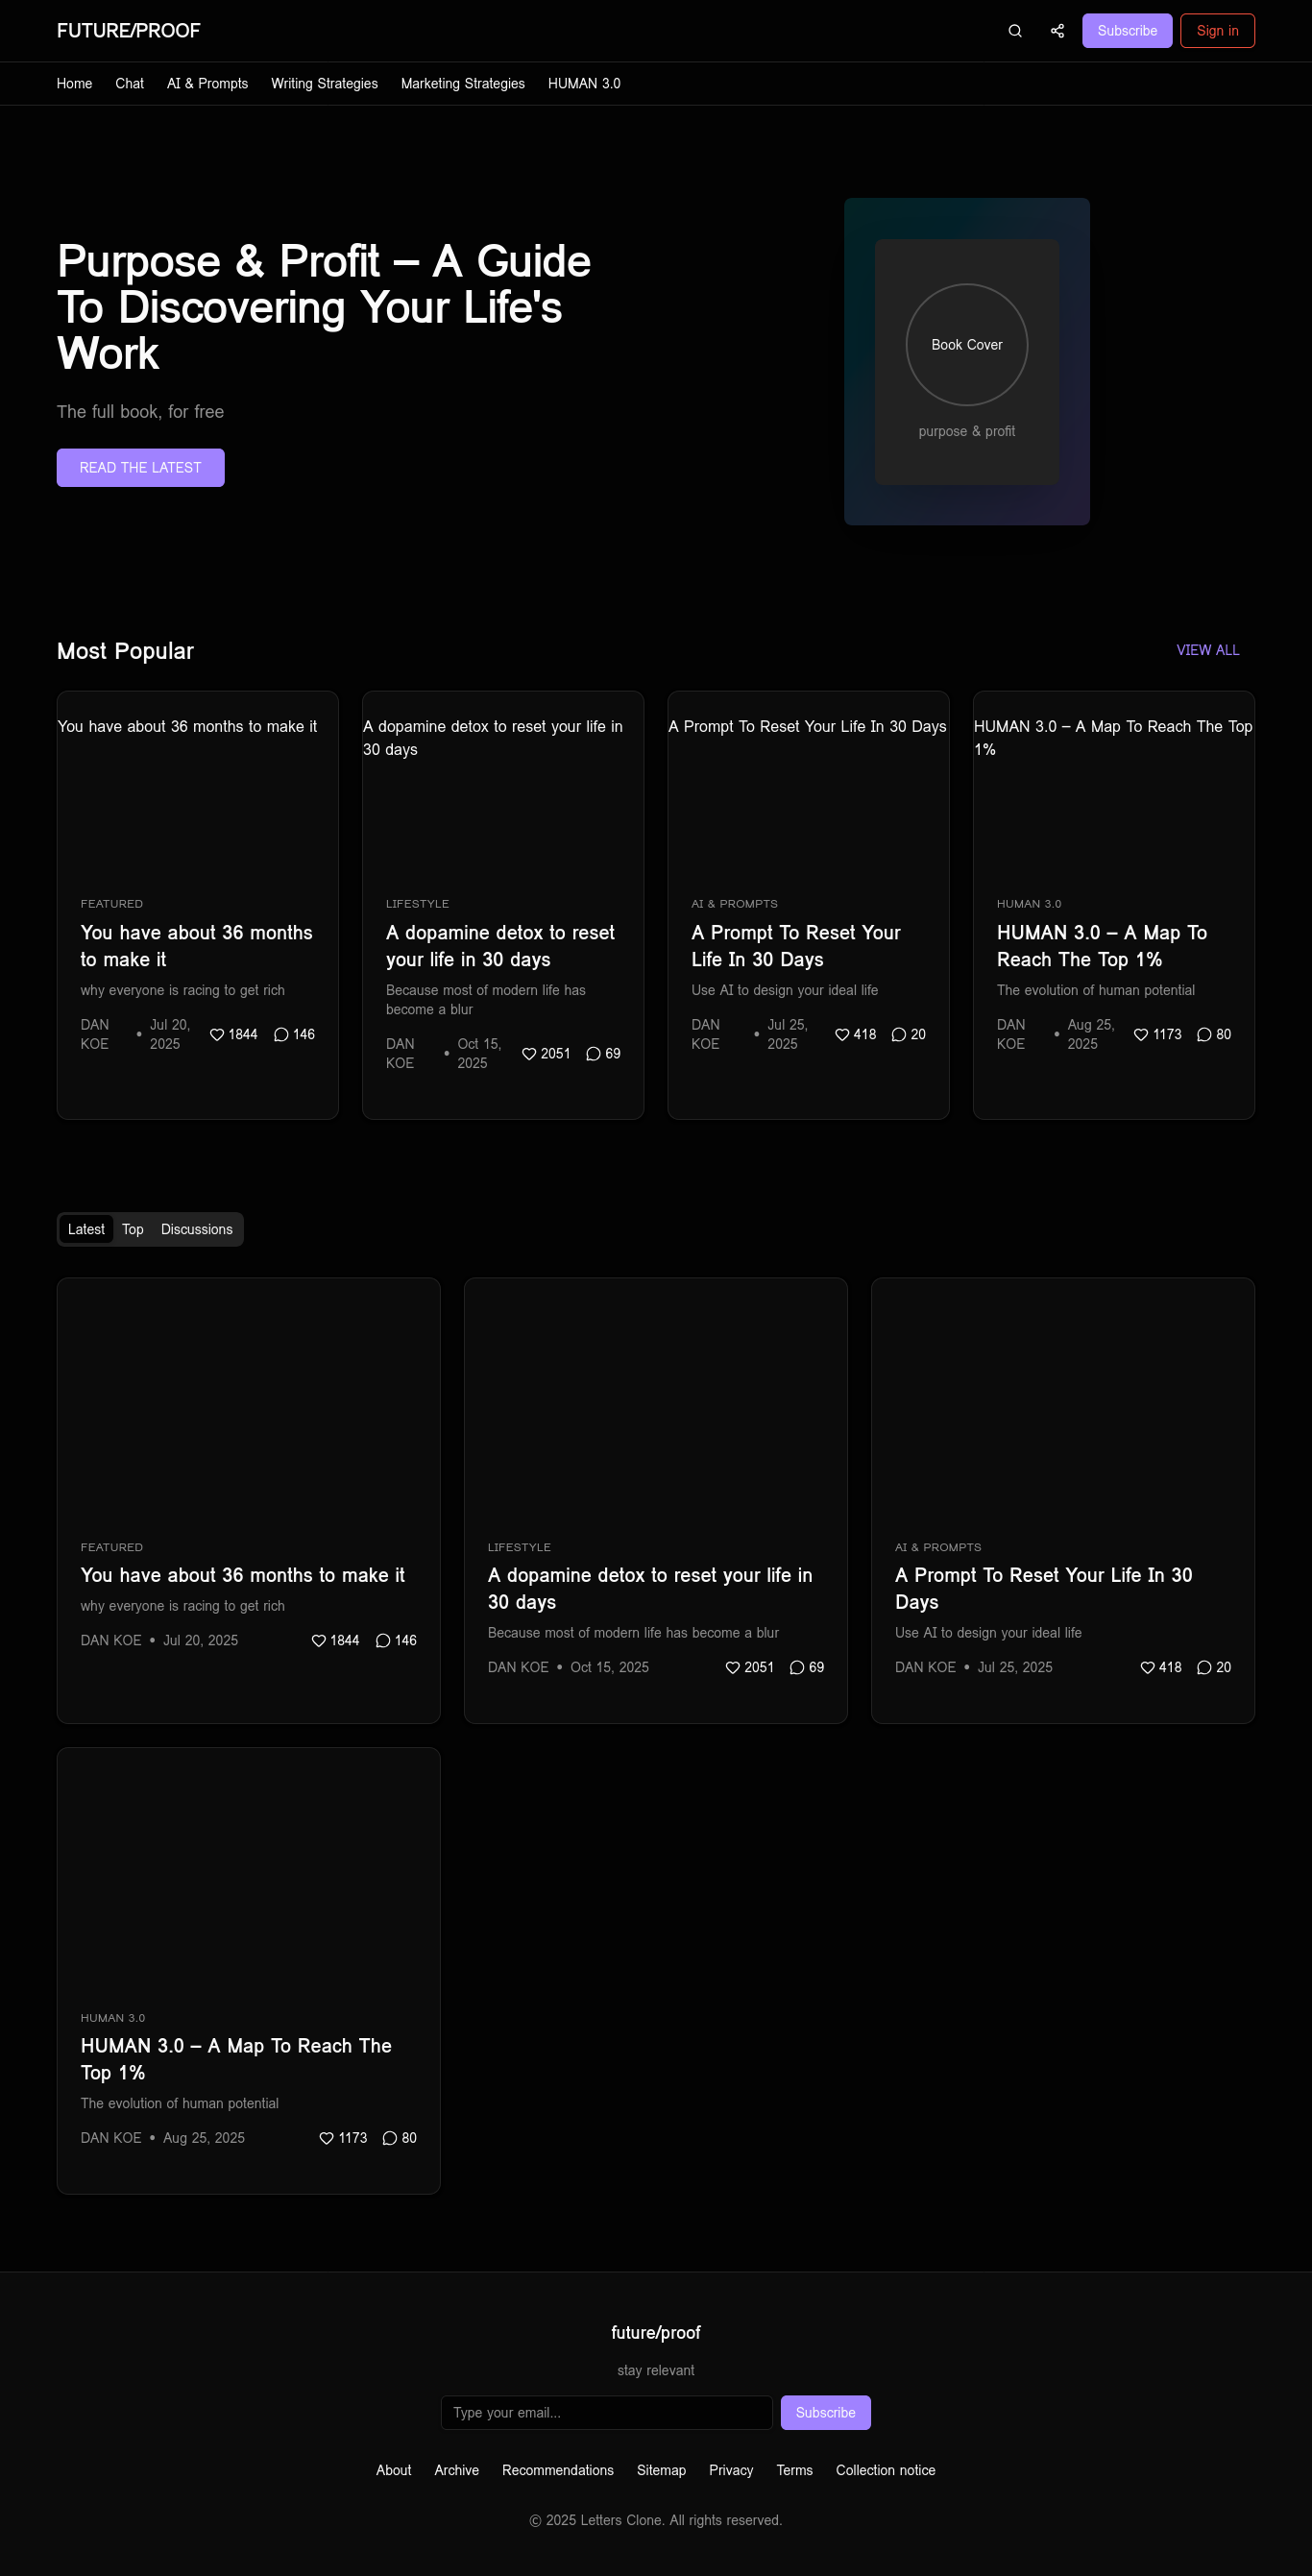 FUTURE/PROOF
Subscribe
Sign in
Home
Chat
AI & Prompts
Writing Strategies
Marketing Strategies
HUMAN 3.0
Purpose & Profit – A Guide
To Discovering Your Life's
Work
The full book, for free
READ THE LATEST
Book Cover
purpose & profit
Most Popular
VIEW ALL
You have about 36 months to make it
FEATURED
You have about 36 months
to make it
why everyone is racing to get rich
DAN
KOE
•
Jul 20,
2025
1844
146
A dopamine detox to reset your life in
30 days
LIFESTYLE
A dopamine detox to reset
your life in 30 days
Because most of modern life has
become a blur
DAN
KOE
•
Oct 15,
2025
2051
69
A Prompt To Reset Your Life In 30 Days
AI & PROMPTS
A Prompt To Reset Your
Life In 30 Days
Use AI to design your ideal life
DAN
KOE
•
Jul 25,
2025
418
20
HUMAN 3.0 – A Map To Reach The Top
1%
HUMAN 3.0
HUMAN 3.0 – A Map To
Reach The Top 1%
The evolution of human potential
DAN
KOE
•
Aug 25,
2025
1173
80
Latest
Top
Discussions
FEATURED
You have about 36 months to make it
why everyone is racing to get rich
DAN KOE • Jul 20, 2025
1844
146
LIFESTYLE
A dopamine detox to reset your life in
30 days
Because most of modern life has become a blur
DAN KOE • Oct 15, 2025
2051
69
AI & PROMPTS
A Prompt To Reset Your Life In 30
Days
Use AI to design your ideal life
DAN KOE • Jul 25, 2025
418
20
HUMAN 3.0
HUMAN 3.0 – A Map To Reach The
Top 1%
The evolution of human potential
DAN KOE • Aug 25, 2025
1173
80
future/proof
stay relevant
Type your email...
Subscribe
About
Archive
Recommendations
Sitemap
Privacy
Terms
Collection notice
© 2025 Letters Clone. All rights reserved.